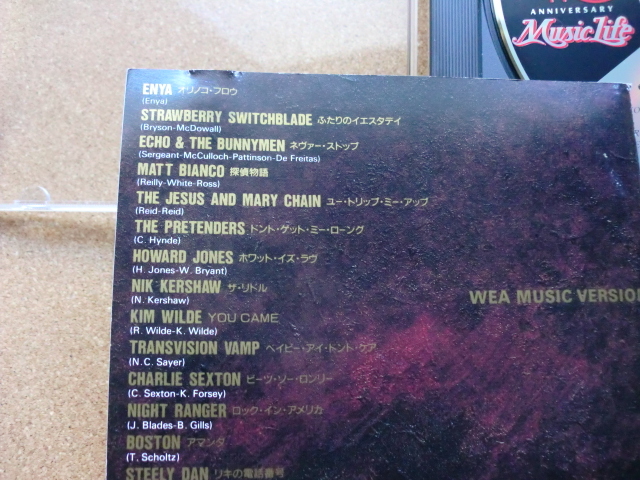 ANNIVERSARY
Music Life
ENYA オリノコ・フロウ
(Enya)
STRAWBERRY SWITCHBLADE ふたりのイエスタデイ
(Bryson-McDowall)
ECHO & THE BUNNYMEN ネヴァー・ストップ
(Sergeant-McCulloch-Pattinson-De Freitas)
MATT BIANCO 探偵物語
(Reilly-White-Ross)
THE JESUS AND MARY CHAIN ユー・トリップ・ミー・アップ
(Reid-Reid)
THE PRETENDERS ドント・ゲット・ミー・ローング
(C. Hynde)
HOWARD JONES ホワット・イズ・ラヴ
(H. Jones-W. Bryant)
NIK KERSHAW ザ・リドル
(N. Kershaw)
WEA MUSIC VERSION
KIM WILDE YOU CAME
(R. Wilde-K. Wilde)
TRANSVISION VAMP ベイビー・アイ・ドント・ケア
(N.C. Sayer)
CHARLIE SEXTON ビーツ・ソー・ロンリー
(C. Sexton-K. Forsey)
NIGHT RANGER ロック・イン・アメリカ
(J. Blades-B. Gills)
BOSTON アマンダ
(T. Scholtz)
STEELY DAN リキの電話番号